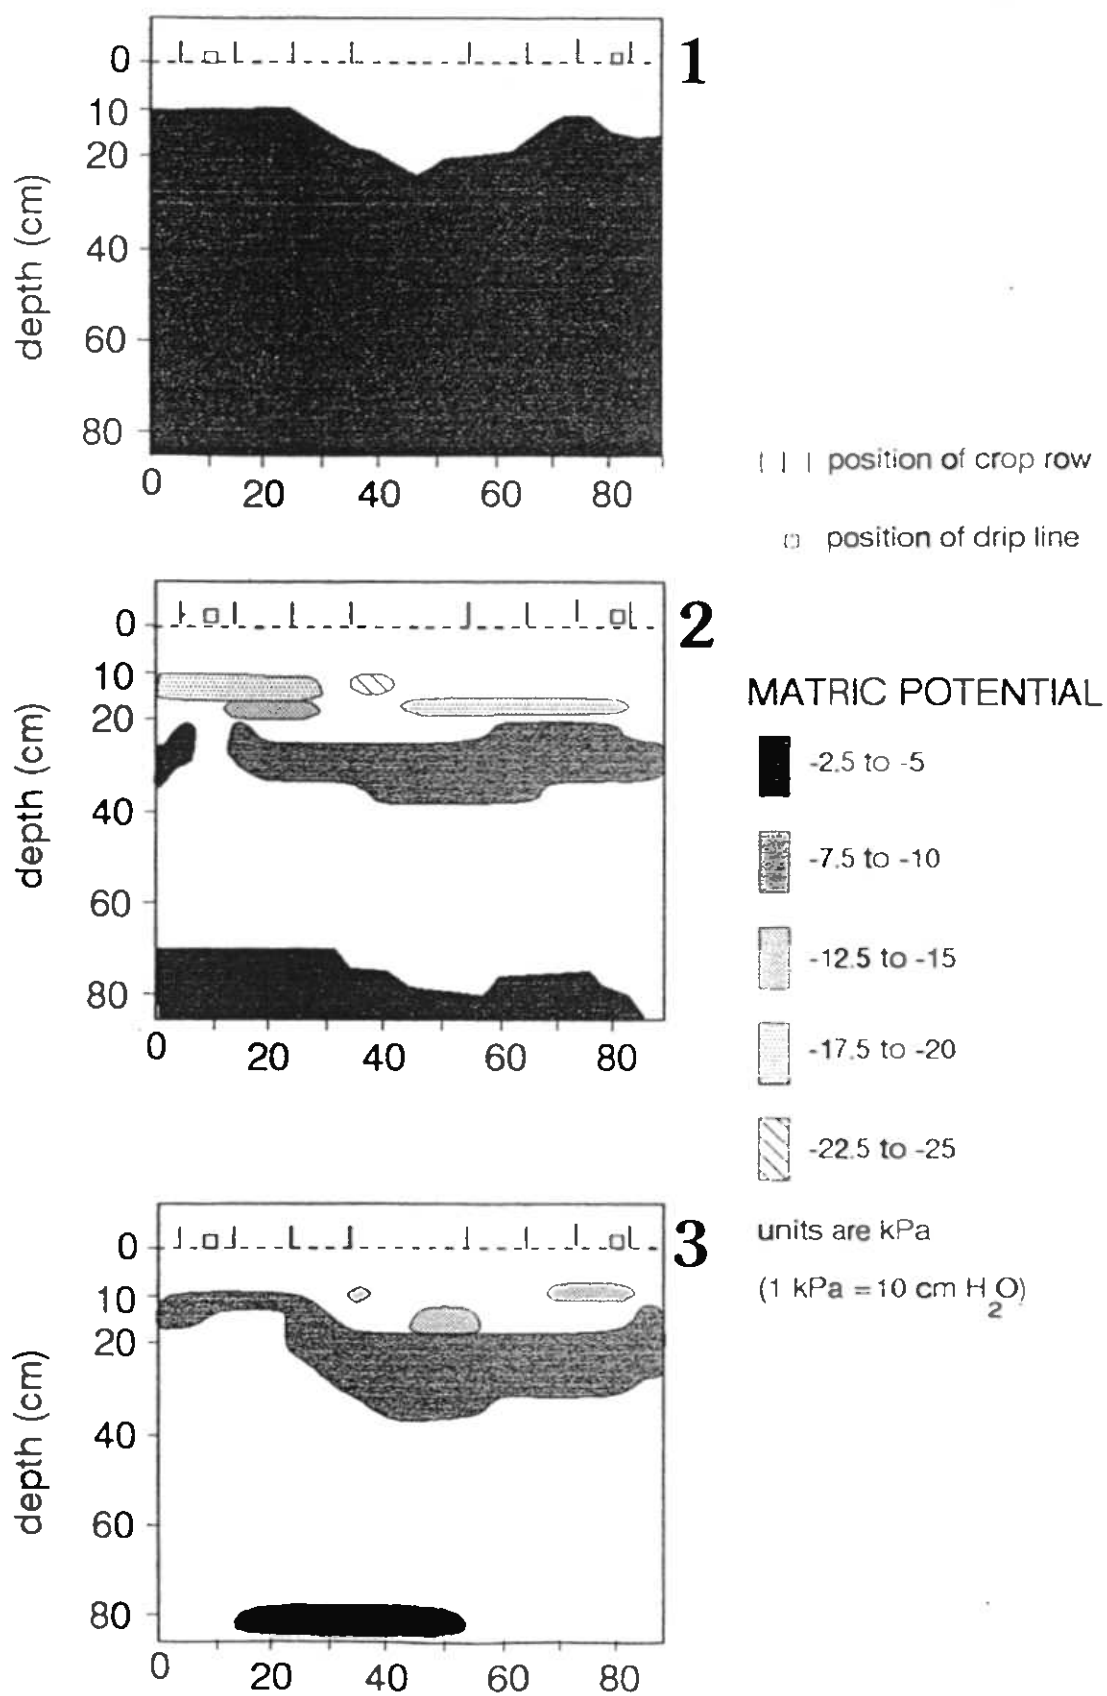 1
0
10
20
40
60
80
depth (cm)
0 20 40 60 80
position of crop row
position of drip line
2
0
10
20
40
60
80
depth (cm)
0 20 40 60 80
MATRIC POTENTIAL
-2.5 to -5
-7.5 to -10
-12.5 to -15
-17.5 to -20
-22.5 to -25
units are kPa
(1 kPa = 10 cm H2O)
3
0
10
20
40
60
80
depth (cm)
0 20 40 60 80